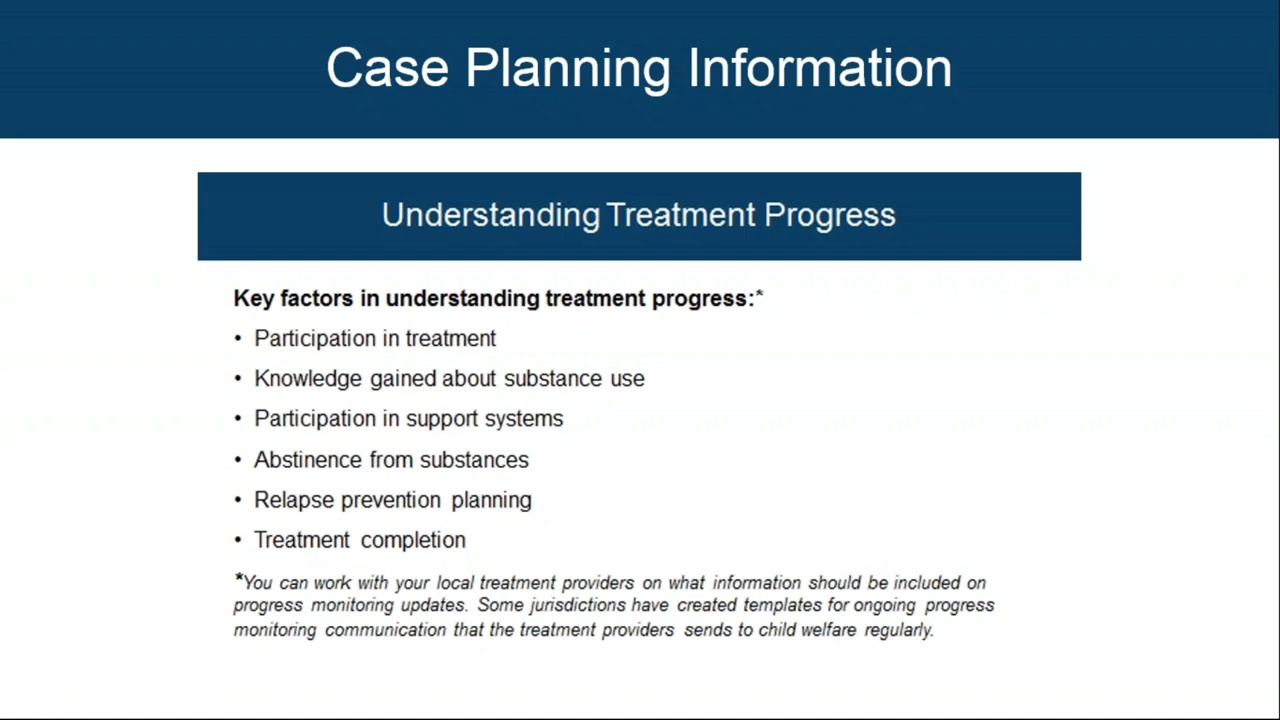 Case Planning Information
Understanding Treatment Progress
Key factors in understanding treatment progress:*
• Participation in treatment
• Knowledge gained about substance use
• Participation in support systems
• Abstinence from substances
• Relapse prevention planning
• Treatment completion
*You can work with your local treatment providers on what information should be included on
progress monitoring updates. Some jurisdictions have created templates for ongoing progress
monitoring communication that the treatment providers sends to child welfare regularly.